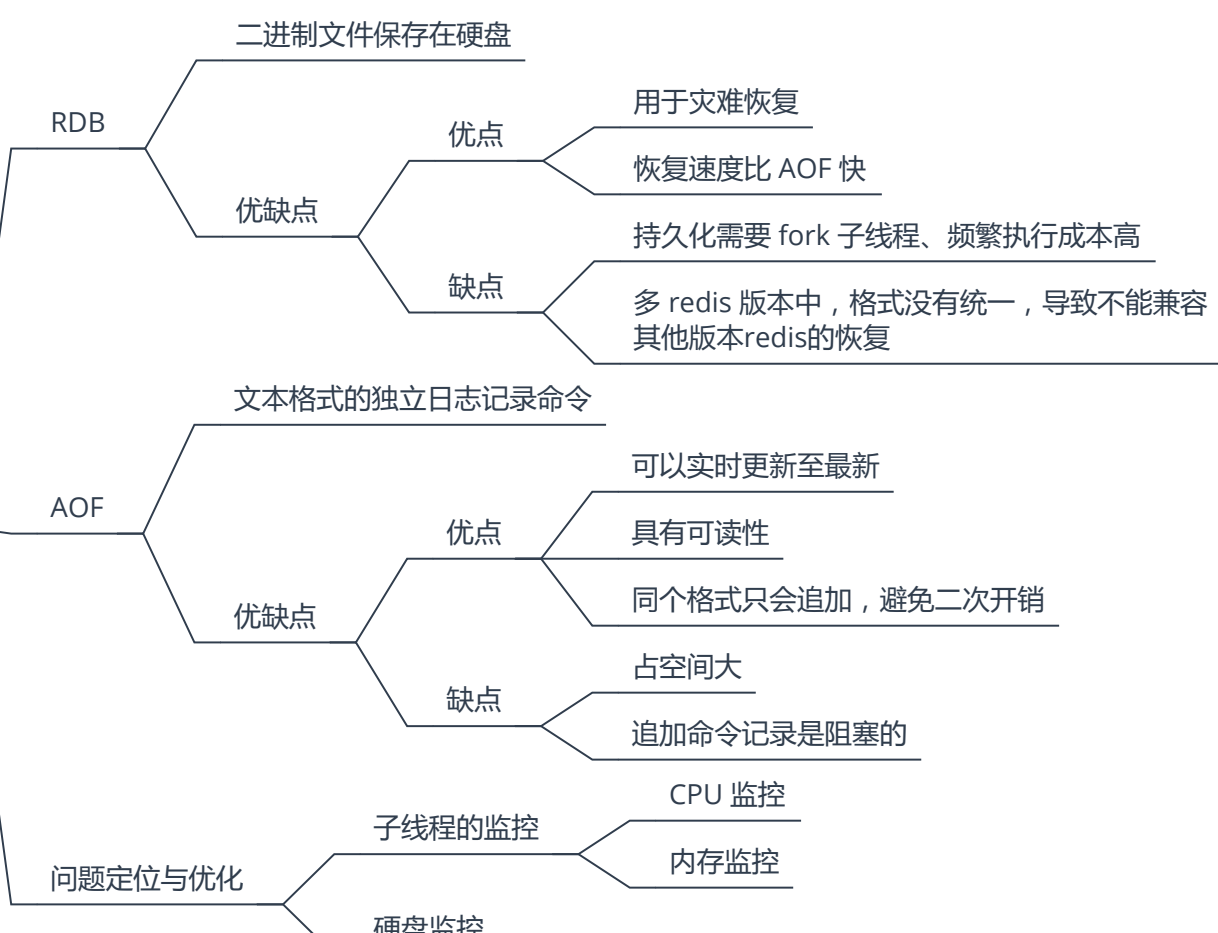 RDB
二进制文件保存在硬盘
优缺点
优点
用于灾难恢复
恢复速度比 AOF 快
缺点
持久化需要 fork 子线程、频繁执行成本高
多 redis 版本中，格式没有统一，导致不能兼容
其他版本redis的恢复
AOF
文本格式的独立日志记录命令
优缺点
优点
可以实时更新至最新
具有可读性
同个格式只会追加，避免二次开销
缺点
占空间大
追加命令记录是阻塞的
问题定位与优化
子线程的监控
CPU 监控
内存监控
硬盘监控